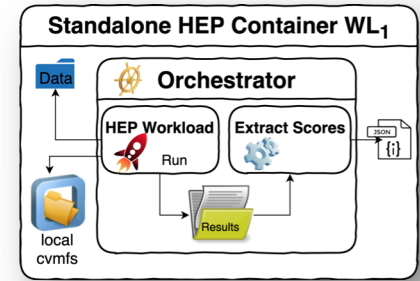 Standalone HEP Container WL1
Data
Orchestrator
HEP Workload
Run
Extract Scores
JSON
{i}
Results
local
cvmfs